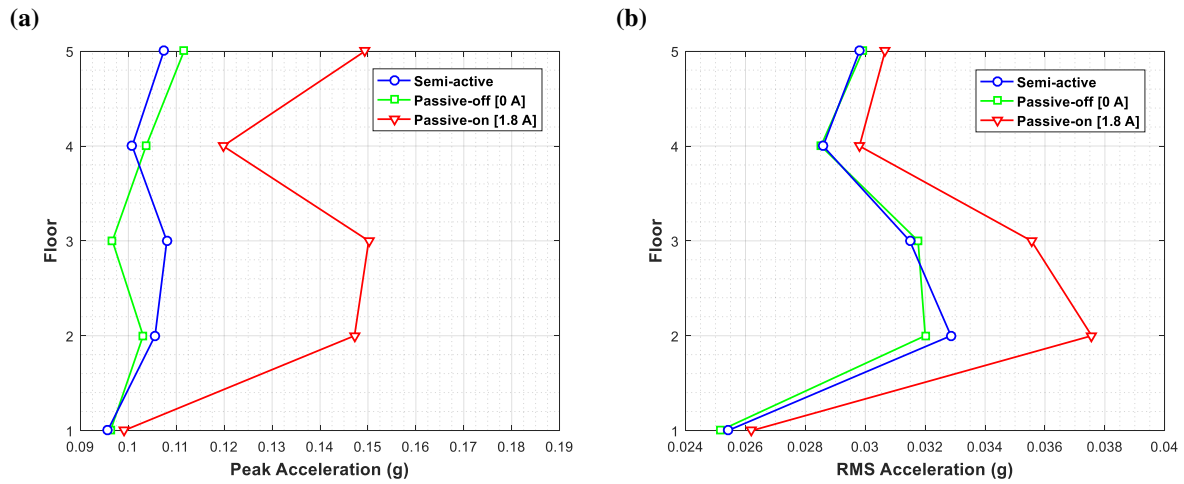 (a)
5
4
3
2
1
Floor
0.09 0.1 0.11 0.12 0.13 0.14 0.15 0.16 0.17 0.18 0.19
Peak Acceleration (g)
Semi-active
Passive-off [0 A]
Passive-on [1.8 A]
(b)
5
4
3
2
1
Floor
0.024 0.026 0.028 0.03 0.032 0.034 0.036 0.038 0.04
RMS Acceleration (g)
Semi-active
Passive-off [0 A]
Passive-on [1.8 A]